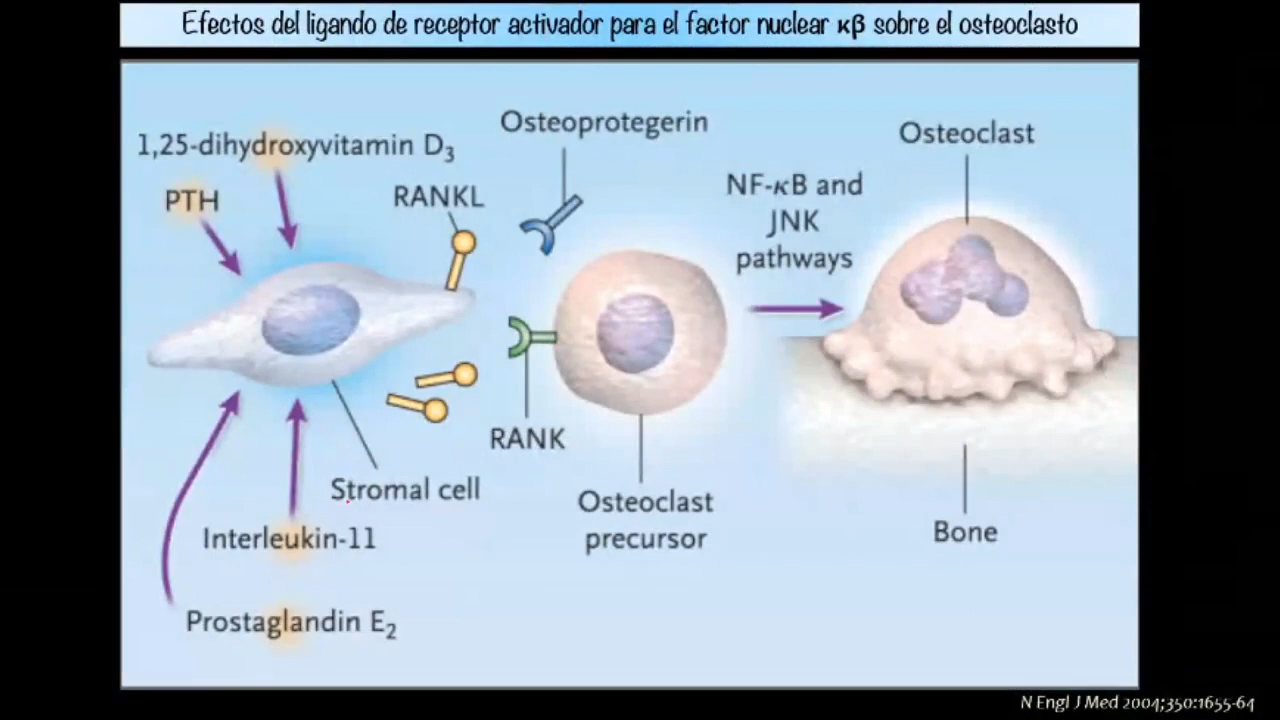 Efectos del ligando de receptor activador para el factor nuclear κβ sobre el osteoclasto
1,25-dihydroxyvitamin D₃
PTH
RANKL
Osteoprotegerin
NF-κB and
JNK
pathways
Osteoclast
RANK
Stromal cell
Osteoclast
precursor
Bone
Interleukin-11
Prostaglandin E₂
N Engl J Med 2004;350:1655-64